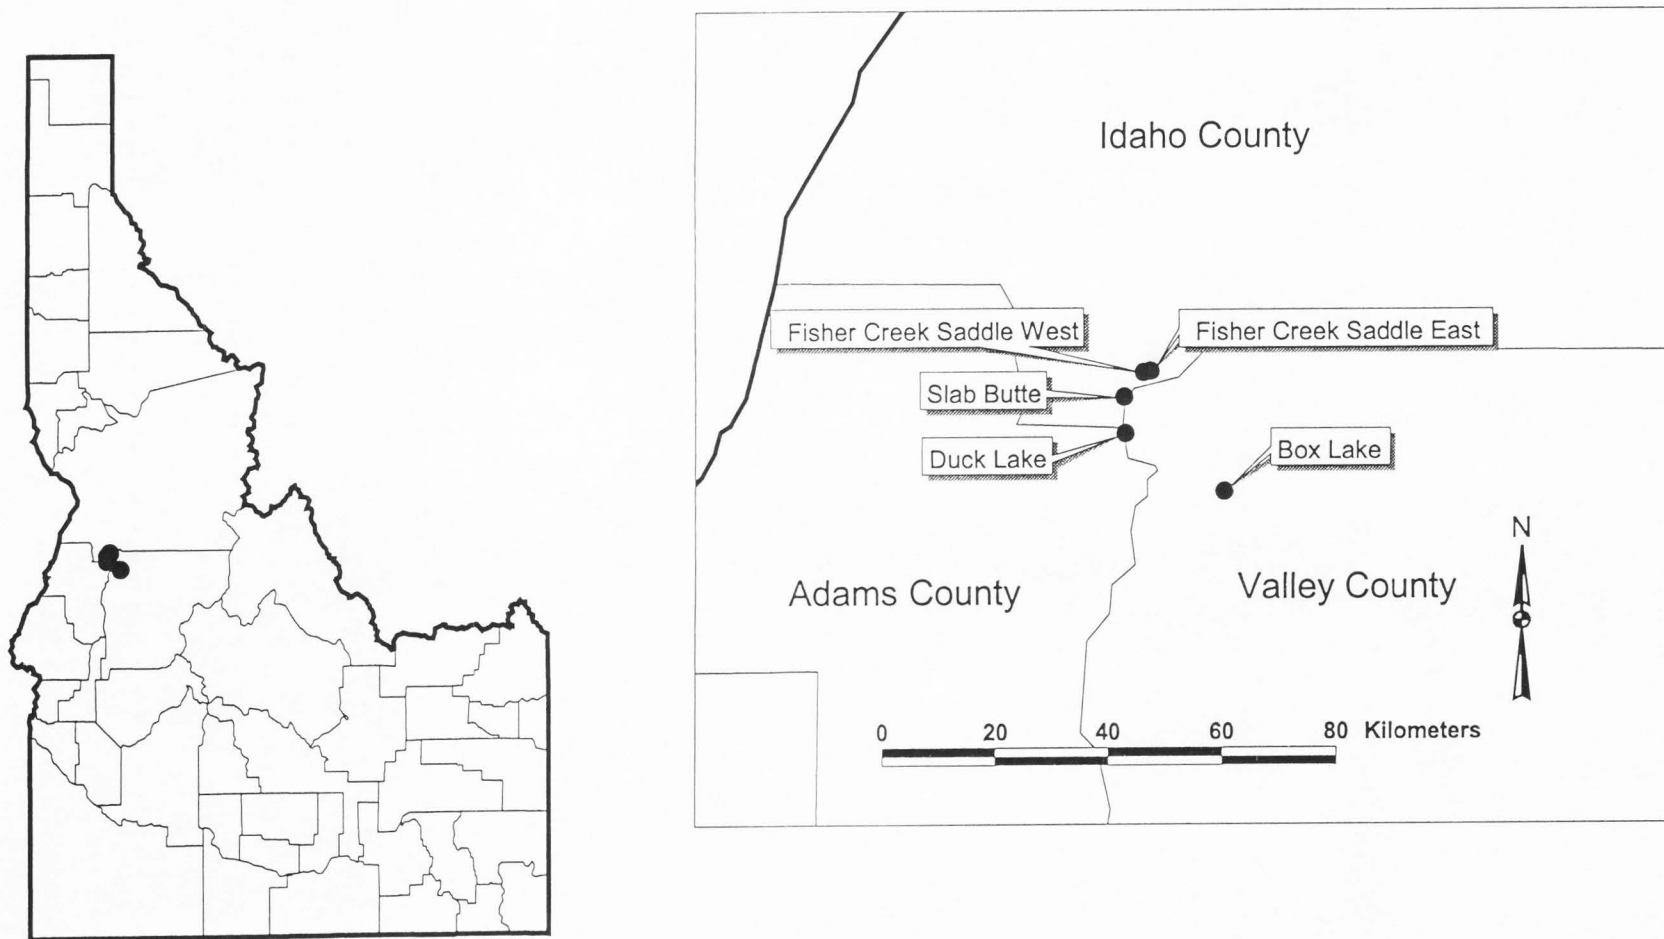 Idaho County
Fisher Creek Saddle West
Fisher Creek Saddle East
Slab Butte
Duck Lake
Box Lake
N
Adams County
Valley County
0 20 40 60 80 Kilometers